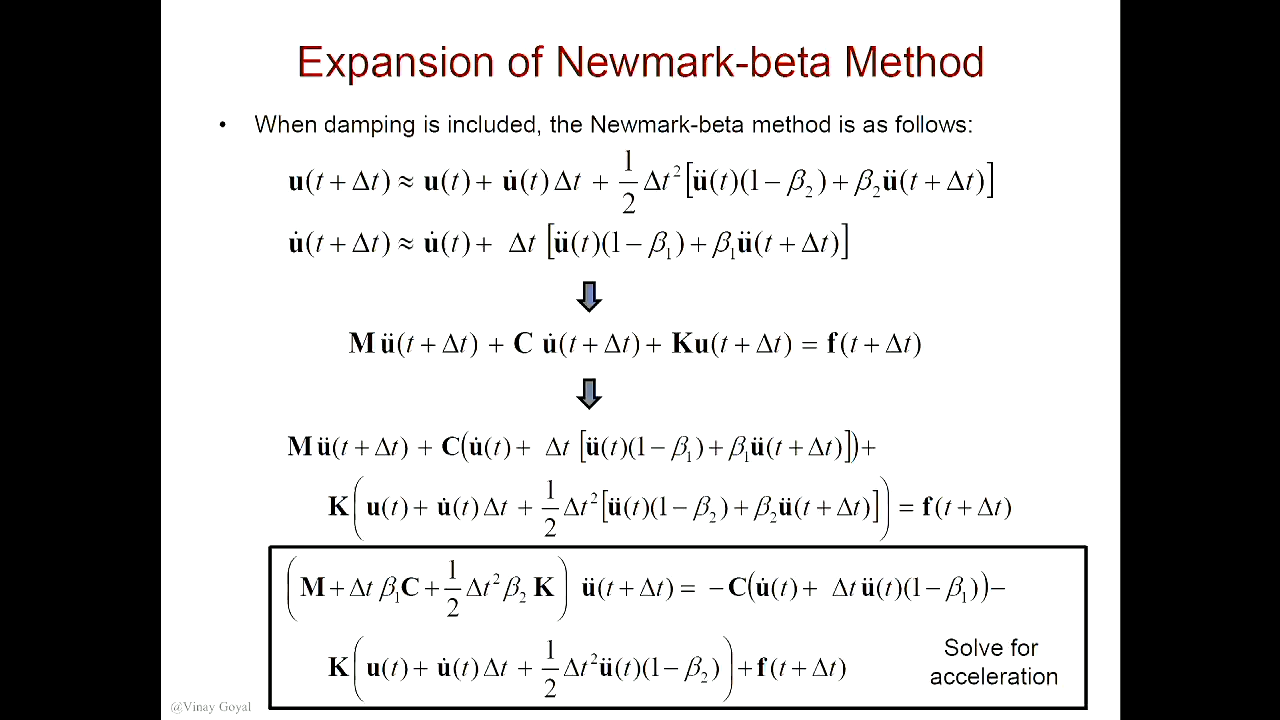 Expansion of Newmark-beta Method
• When damping is included, the Newmark-beta method is as follows:
u(t + Δt) ≈ u(t) + u̇(t) Δt + 1/2 Δt² [ü(t)(1 − β₂) + β₂ü(t + Δt)]
u̇(t + Δt) ≈ u̇(t) + Δt [ü(t)(1 − β₁) + β₁ü(t + Δt)]
M ü(t + Δt) + C u̇(t + Δt) + Ku(t + Δt) = f(t + Δt)
M ü(t + Δt) + C(u̇(t) + Δt [ü(t)(1 − β₁) + β₁ü(t + Δt)]) +
K(u(t) + u̇(t) Δt + 1/2 Δt² [ü(t)(1 − β₂) + β₂ü(t + Δt)]) = f(t + Δt)
(M + Δt β₁C + 1/2 Δt² β₂ K) ü(t + Δt) = −C(u̇(t) + Δt ü(t)(1 − β₁)) −
K(u(t) + u̇(t) Δt + 1/2 Δt² ü(t)(1 − β₂)) + f(t + Δt)
Solve for
acceleration
@Vinay Goyal